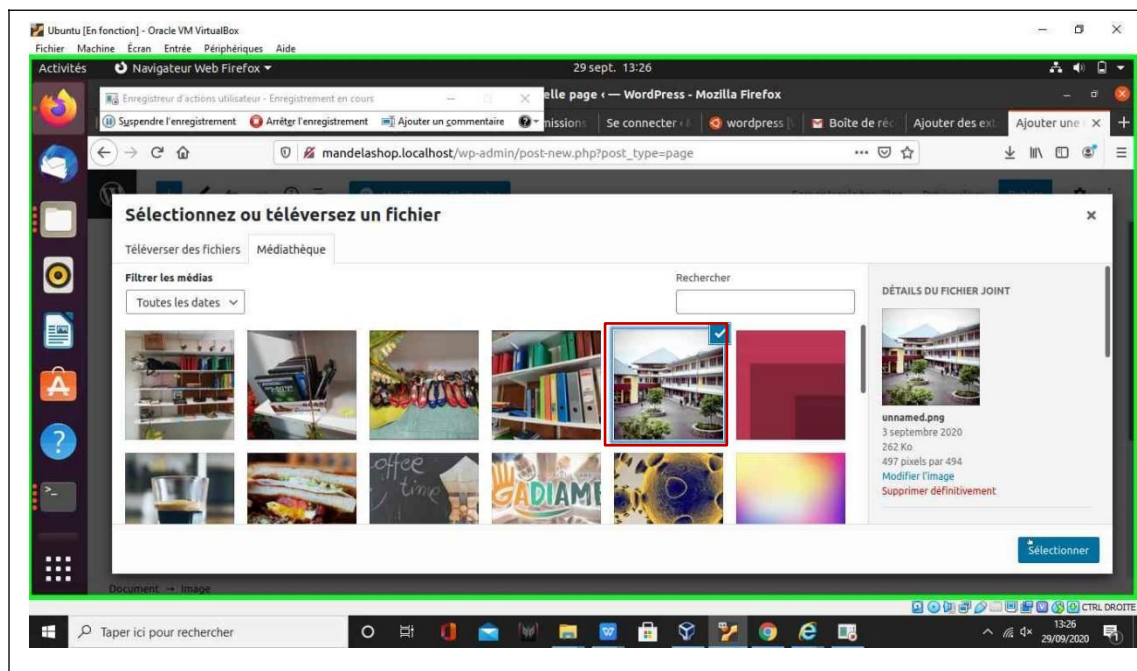 Ubuntu [En fonction] - Oracle VM VirtualBox
Fichier Machine Écran Entrée Périphériques Aide
Activités Navigateur Web Firefox 29 sept. 13:26
Enregistreur d'actions utilisateur - Enregistrement en cours elle page ‹ — WordPress - Mozilla Firefox
Suspendre l'enregistrement Arrêter l'enregistrement Ajouter un commentaire missions Se connecter ‹ wordpress Boîte de réc Ajouter des ext Ajouter une
mandelashop.localhost/wp-admin/post-new.php?post_type=page
Sélectionnez ou téléversez un fichier
Téléverser des fichiers Médiathèque
Filtrer les médias Rechercher
Toutes les dates
DÉTAILS DU FICHIER JOINT
unnamed.png
3 septembre 2020
262 Ko
497 pixels par 494
Modifier l'image
Supprimer définitivement
coffee
time
GADIAME
Sélectionner
Document → Image
CTRL DROITE
Taper ici pour rechercher
13:26
29/09/2020